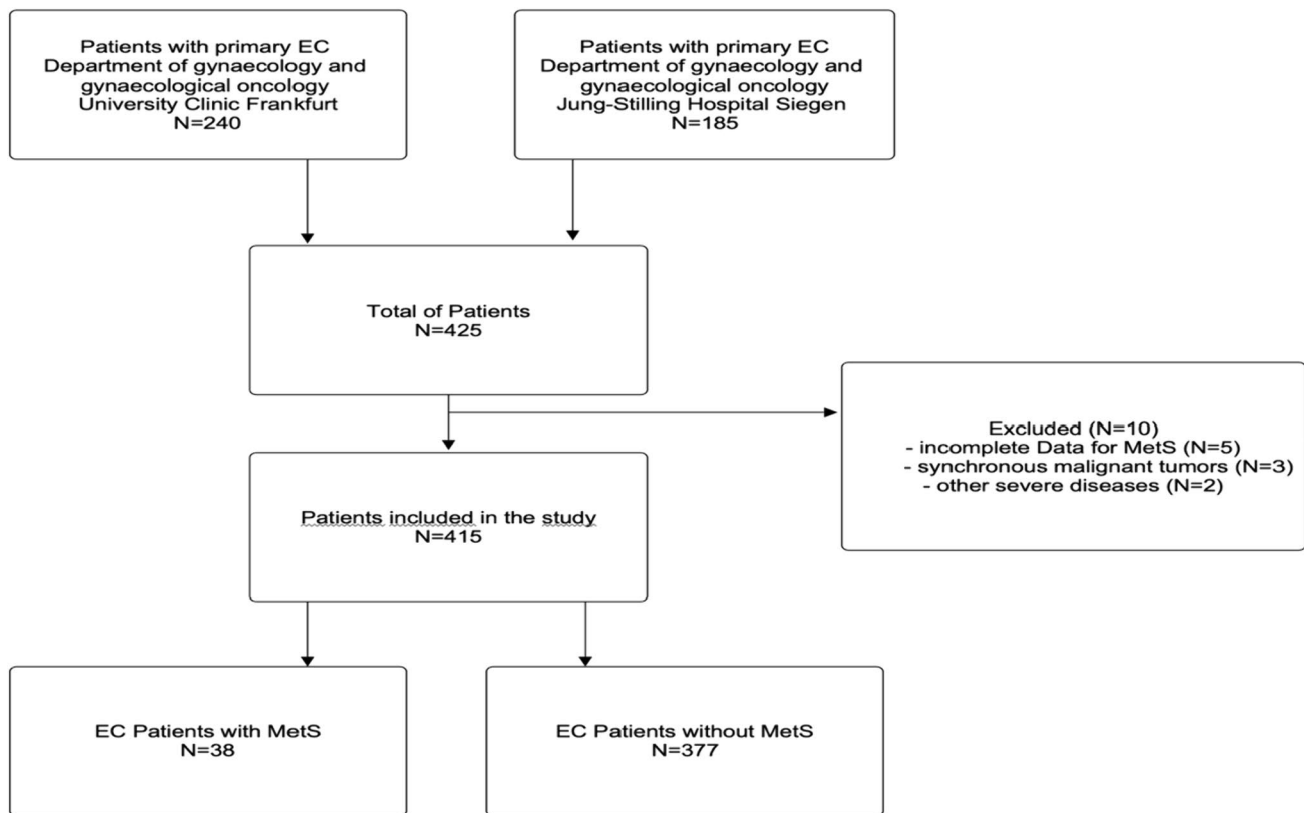 Patients with primary EC
Department of gynaecology and
gynaecological oncology
University Clinic Frankfurt
N=240
Patients with primary EC
Department of gynaecology and
gynaecological oncology
Jung-Stilling Hospital Siegen
N=185
Total of Patients
N=425
Excluded (N=10)
- incomplete Data for MetS (N=5)
- synchronous malignant tumors (N=3)
- other severe diseases (N=2)
Patients included in the study
N=415
EC Patients with MetS
N=38
EC Patients without MetS
N=377